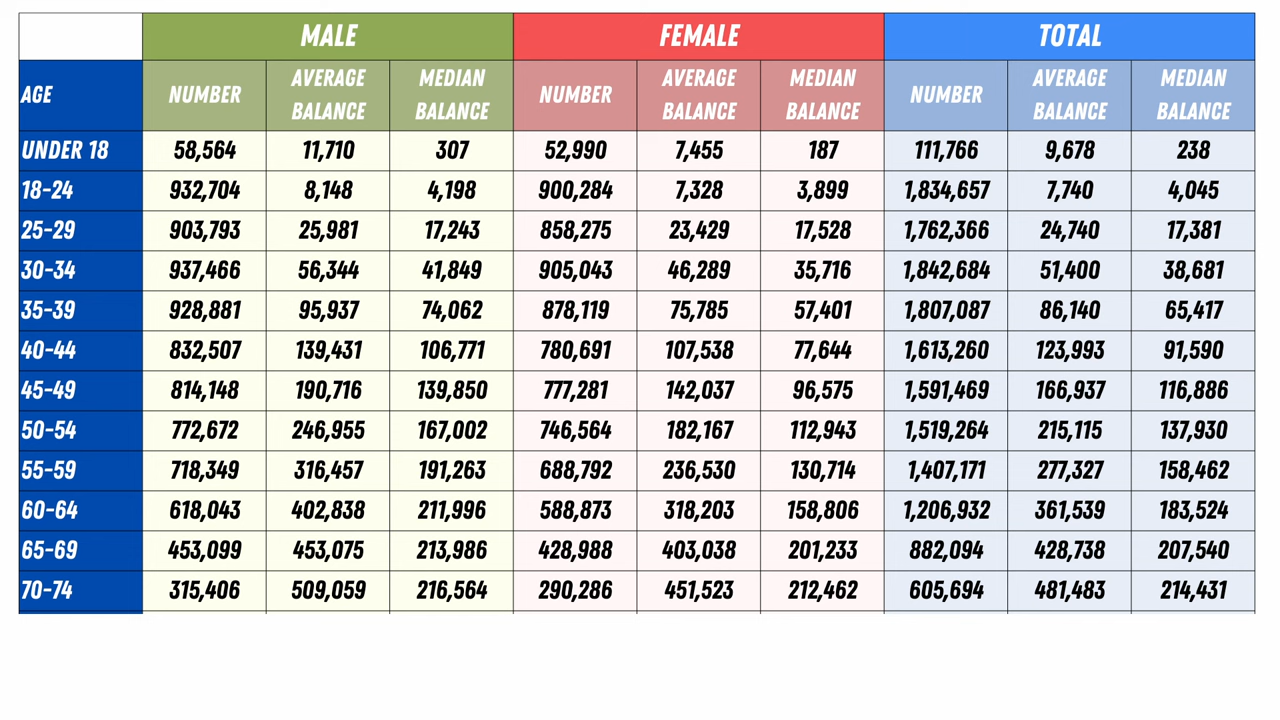 MALE FEMALE TOTAL
AGE NUMBER AVERAGE BALANCE MEDIAN BALANCE NUMBER AVERAGE BALANCE MEDIAN BALANCE NUMBER AVERAGE BALANCE MEDIAN BALANCE
UNDER 18 58,564 11,710 307 52,990 7,455 187 111,766 9,678 238
18-24 932,704 8,148 4,198 900,284 7,328 3,899 1,834,657 7,740 4,045
25-29 903,793 25,981 17,243 858,275 23,429 17,528 1,762,366 24,740 17,381
30-34 937,466 56,344 41,849 905,043 46,289 35,716 1,842,684 51,400 38,681
35-39 928,881 95,937 74,062 878,119 75,785 57,401 1,807,087 86,140 65,417
40-44 832,507 139,431 106,771 780,691 107,538 77,644 1,613,260 123,993 91,590
45-49 814,148 190,716 139,850 777,281 142,037 96,575 1,591,469 166,937 116,886
50-54 772,672 246,955 167,002 746,564 182,167 112,943 1,519,264 215,115 137,930
55-59 718,349 316,457 191,263 688,792 236,530 130,714 1,407,171 277,327 158,462
60-64 618,043 402,838 211,996 588,873 318,203 158,806 1,206,932 361,539 183,524
65-69 453,099 453,075 213,986 428,988 403,038 201,233 882,094 428,738 207,540
70-74 315,406 509,059 216,564 290,286 451,523 212,462 605,694 481,483 214,431